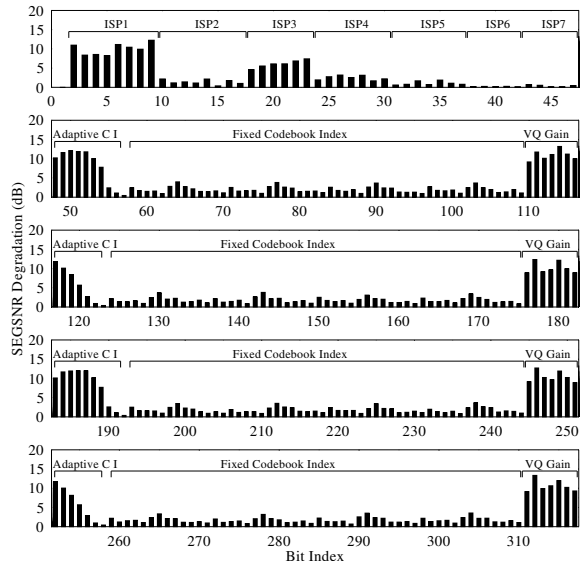 20 ISP1 ISP2 ISP3 ISP4 ISP5 ISP6 ISP7
15
10
5
0
0 5 10 15 20 25 30 35 40 45
20
15 Adaptive C I Fixed Codebook Index VQ Gain
10
5
0
50 60 70 80 90 100 110
SEGSNR Degradation (dB)
20
15 Adaptive C I Fixed Codebook Index VQ Gain
10
5
0
120 130 140 150 160 170 180
20
15 Adaptive C I Fixed Codebook Index VQ Gain
10
5
0
190 200 210 220 230 240 250
20
15 Adaptive C I Fixed Codebook Index VQ Gain
10
5
0
260 270 280 290 300 310
Bit Index